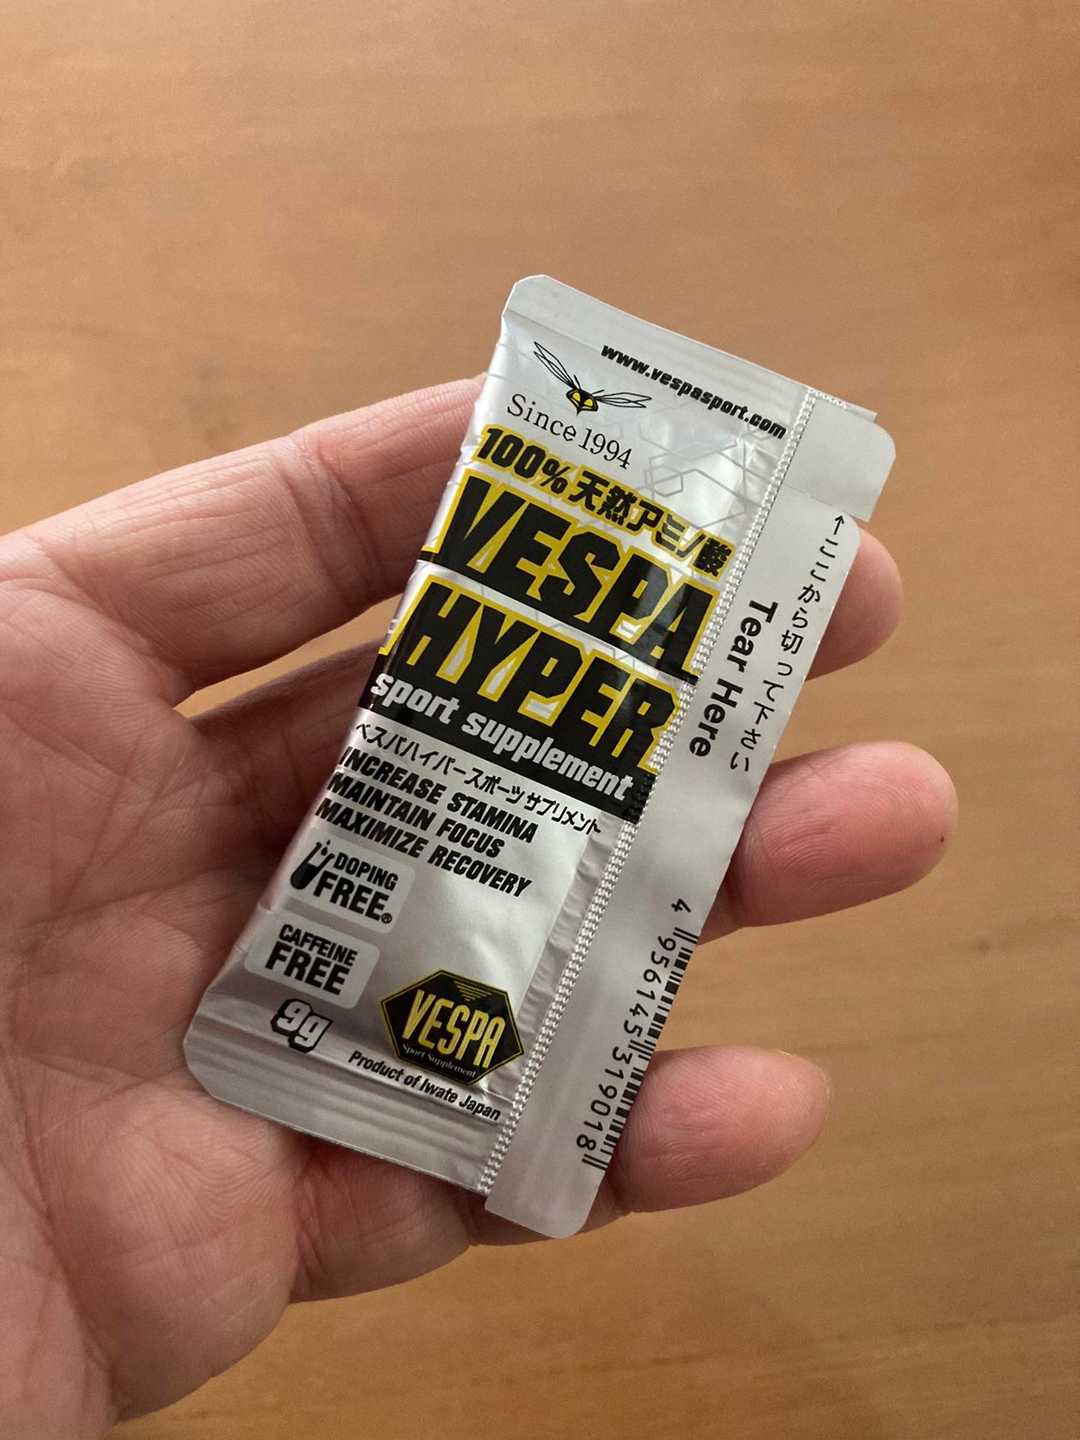 www.vespasport.com
Since 1994
100%天然アミノ酸
VESPA
HYPER
sport supplement
ベスパハイパースポーツサプリメント
INCREASE STAMINA
MAINTAIN FOCUS
MAXIMIZE RECOVERY
DOPING
FREE®
CAFFEINE
FREE
9g
VESPA
Sport Supplement
Product of Iwate Japan
↑ここから切って下さい
Tear Here
4 956145 319018